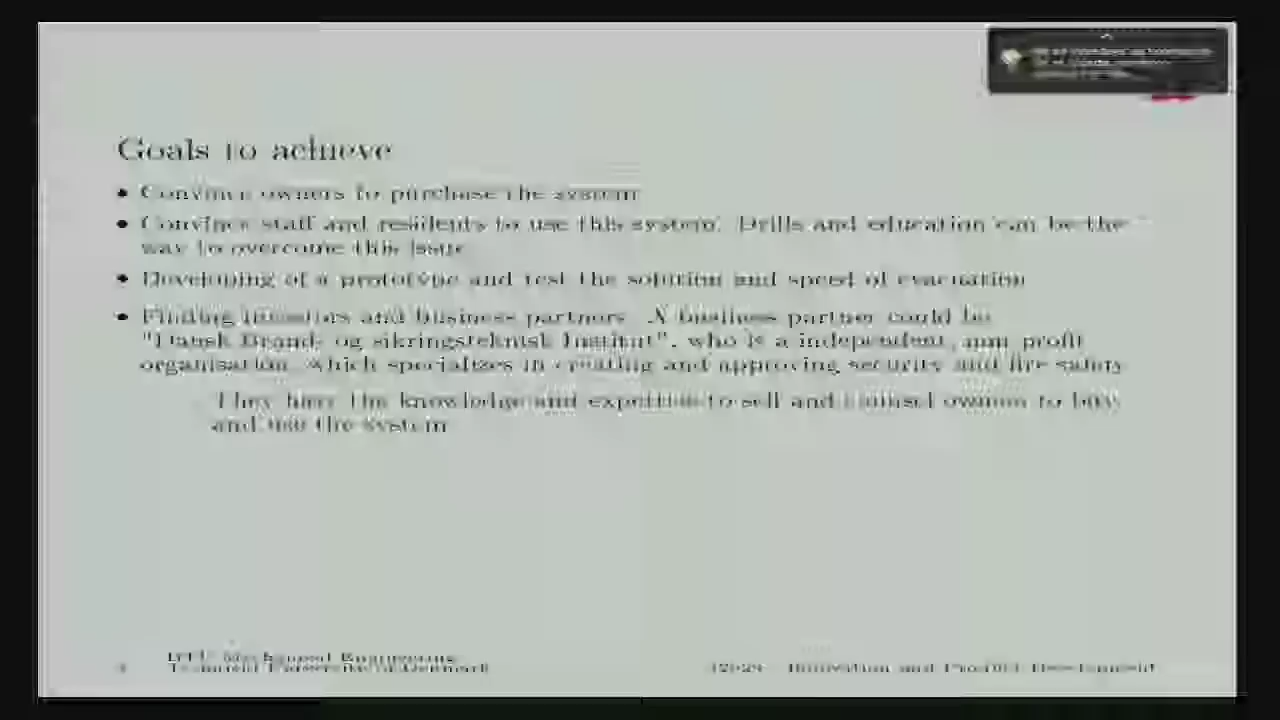 Goals to achieve
• Convince owners to purchase the system
• Convince staff and residents to use this system. Drills and education can be the
way to overcome this issue
• Developing of a prototype and test the solution and speed of evacuation
• Finding investors and business partners. A business partner could be
"Dansk Brand- og sikringsteknisk Institut", who is a independent, non profit
organisation, which specializes in creating and approving security and fire safety
They have the knowledge and expertise to sell and counsel owners to buy
and use the system
DTU Mechanical Engineering
Technical University of Denmark
Innovation and Product Development